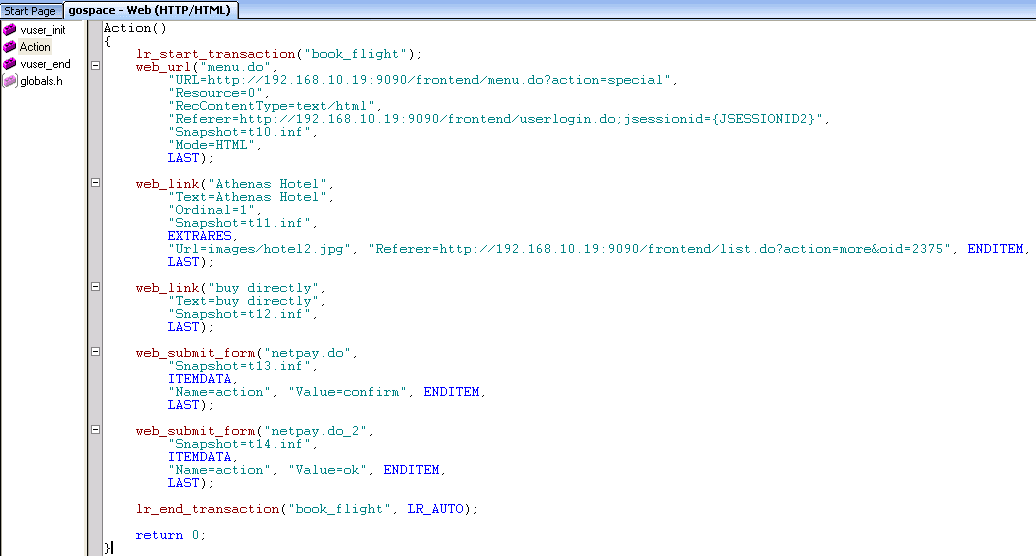 Start Page
gospace - Web (HTTP/HTML)
vuser_init
Action
vuser_end
globals.h
Action()
{
lr_start_transaction("book_flight");
web_url("menu.do",
"URL=http://192.168.10.19:9090/frontend/menu.do?action=special",
"Resource=0",
"RecContentType=text/html",
"Referer=http://192.168.10.19:9090/frontend/userlogin.do;jsessionid={JSESSIONID2}",
"Snapshot=t10.inf",
"Mode=HTML",
LAST);
web_link("Athenas Hotel",
"Text=Athenas Hotel",
"Ordinal=1",
"Snapshot=t11.inf",
EXTRARES,
"Url=images/hotel2.jpg", "Referer=http://192.168.10.19:9090/frontend/list.do?action=more&oid=2375", ENDITEM,
LAST);
web_link("buy directly",
"Text=buy directly",
"Snapshot=t12.inf",
LAST);
web_submit_form("netpay.do",
"Snapshot=t13.inf",
ITEMDATA,
"Name=action", "Value=confirm", ENDITEM,
LAST);
web_submit_form("netpay.do_2",
"Snapshot=t14.inf",
ITEMDATA,
"Name=action", "Value=ok", ENDITEM,
LAST);
lr_end_transaction("book_flight", LR_AUTO);
return 0;
}